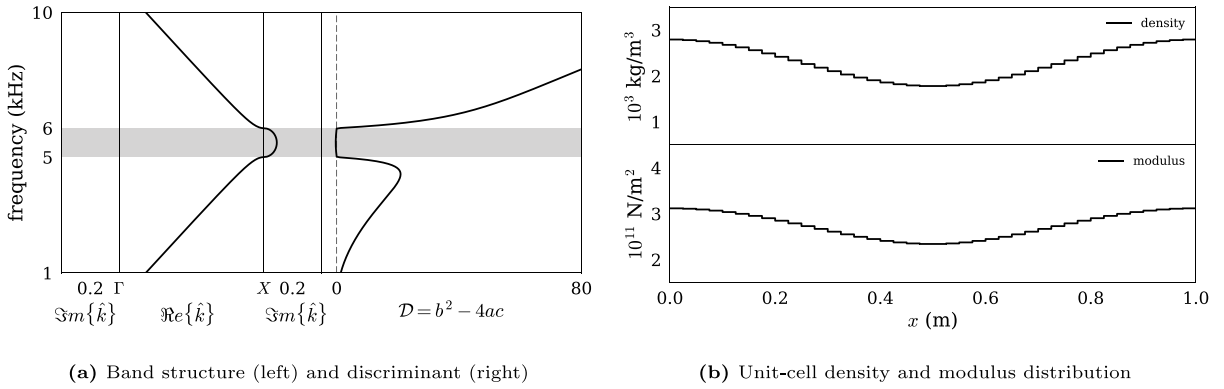 10
6
5
1
frequency (kHz)
0.2 Γ X 0.2 0 80
ℑm{k̂} ℜe{k̂} ℑm{k̂} 𝒟 = b² − 4ac
(a) Band structure (left) and discriminant (right)
density
3
2
1
10³ kg/m³
modulus
4
3
2
10¹¹ N/m²
0.0 0.2 0.4 0.6 0.8 1.0
x (m)
(b) Unit-cell density and modulus distribution